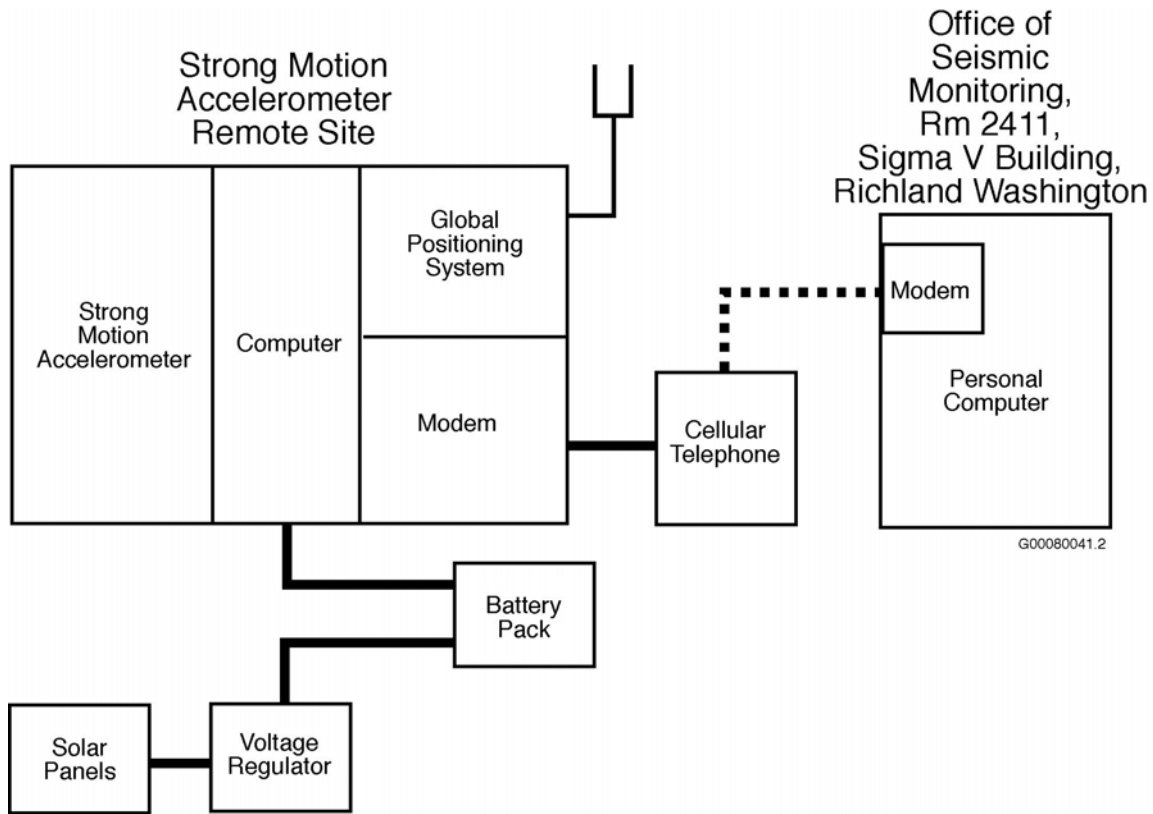 Strong Motion
Accelerometer
Remote Site
Office of
Seismic
Monitoring,
Rm 2411,
Sigma V Building,
Richland Washington
Strong
Motion
Accelerometer
Computer
Global
Positioning
System
Modem
Cellular
Telephone
Modem
Personal
Computer
G00080041.2
Battery
Pack
Solar
Panels
Voltage
Regulator